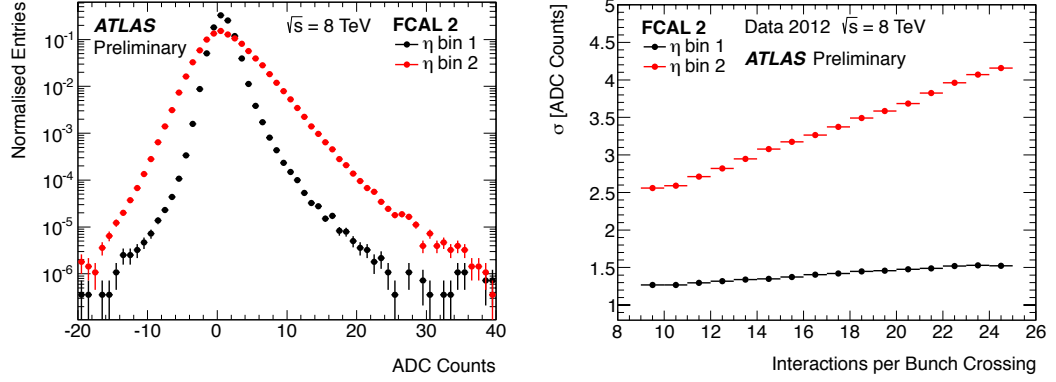 ATLAS
Preliminary
√s = 8 TeV
FCAL 2
η bin 1
η bin 2
Normalised Entries
10⁻¹
10⁻²
10⁻³
10⁻⁴
10⁻⁵
10⁻⁶
-20 -10 0 10 20 30 40
ADC Counts
FCAL 2 Data 2012 √s = 8 TeV
η bin 1
η bin 2
ATLAS Preliminary
σ [ADC Counts]
5
4.5
4
3.5
3
2.5
2
1.5
1
8 10 12 14 16 18 20 22 24 26
Interactions per Bunch Crossing